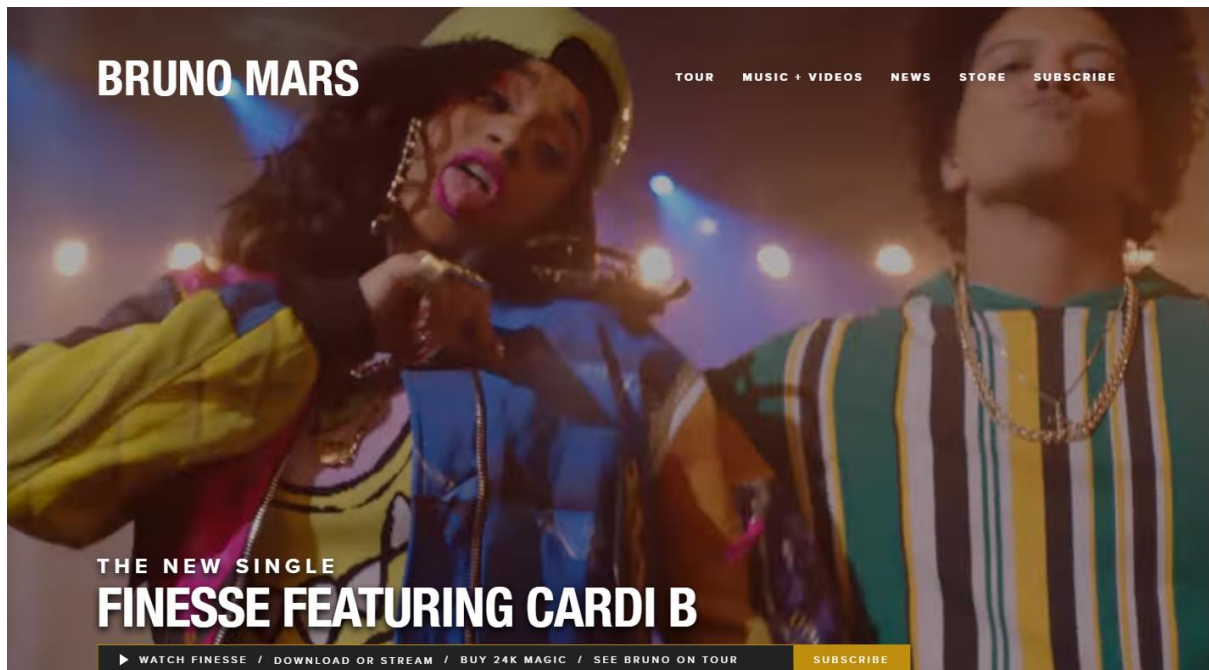 BRUNO MARS
TOUR MUSIC + VIDEOS NEWS STORE SUBSCRIBE
THE NEW SINGLE
FINESSE FEATURING CARDI B
WATCH FINESSE / DOWNLOAD OR STREAM / BUY 24K MAGIC / SEE BRUNO ON TOUR SUBSCRIBE